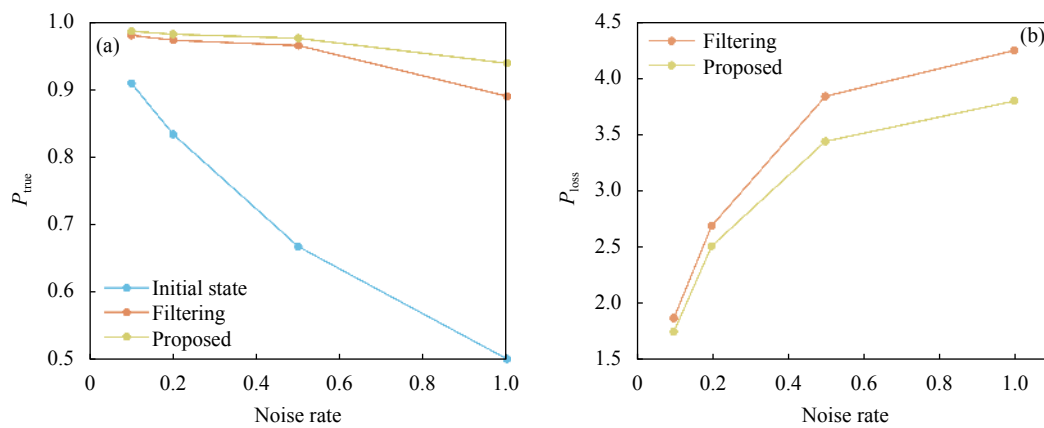 (a)
1.0
0.9
0.8
0.7
0.6
0.5
P_true
Initial state
Filtering
Proposed
0 0.2 0.4 0.6 0.8 1.0
Noise rate
(b)
4.5
4.0
3.5
3.0
2.5
2.0
1.5
P_loss
Filtering
Proposed
0 0.2 0.4 0.6 0.8 1.0
Noise rate